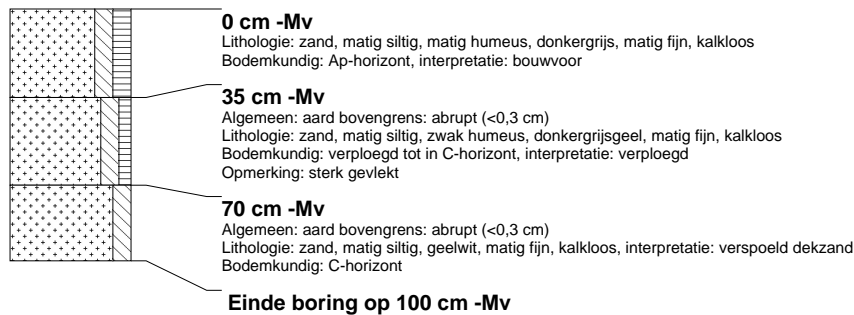 0 cm -Mv
Lithologie: zand, matig siltig, matig humeus, donkergrijs, matig fijn, kalkloos
Bodemkundig: Ap-horizont, interpretatie: bouwvoor
35 cm -Mv
Algemeen: aard bovengrens: abrupt (<0,3 cm)
Lithologie: zand, matig siltig, zwak humeus, donkergrijsgeel, matig fijn, kalkloos
Bodemkundig: verploegd tot in C-horizont, interpretatie: verploegd
Opmerking: sterk gevlekt
70 cm -Mv
Algemeen: aard bovengrens: abrupt (<0,3 cm)
Lithologie: zand, matig siltig, geelwit, matig fijn, kalkloos, interpretatie: verspoeld dekzand
Bodemkundig: C-horizont
Einde boring op 100 cm -Mv